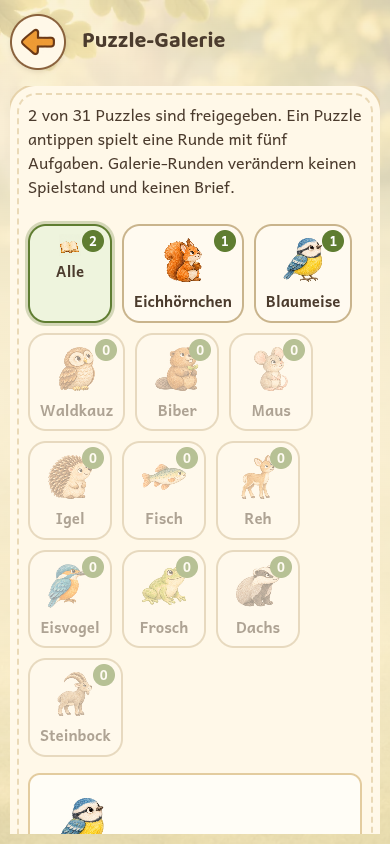 Puzzle-Galerie
2 von 31 Puzzles sind freigegeben. Ein Puzzle
antippen spielt eine Runde mit fünf
Aufgaben. Galerie-Runden verändern keinen
Spielstand und keinen Brief.
2
Alle
1
Eichhörnchen
1
Blaumeise
0
Waldkauz
0
Biber
0
Maus
0
Igel
0
Fisch
0
Reh
0
Eisvogel
0
Frosch
0
Dachs
0
Steinbock